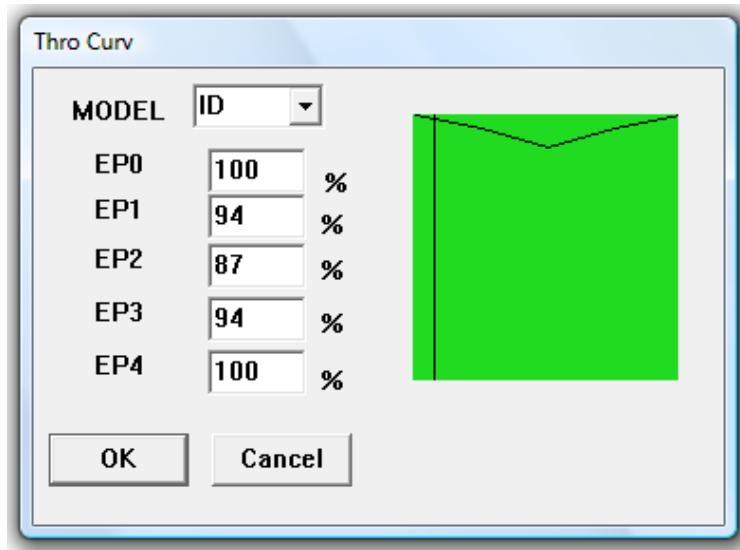 Thro Curv
MODEL ID
EP0 100 %
EP1 94 %
EP2 87 %
EP3 94 %
EP4 100 %
OK Cancel